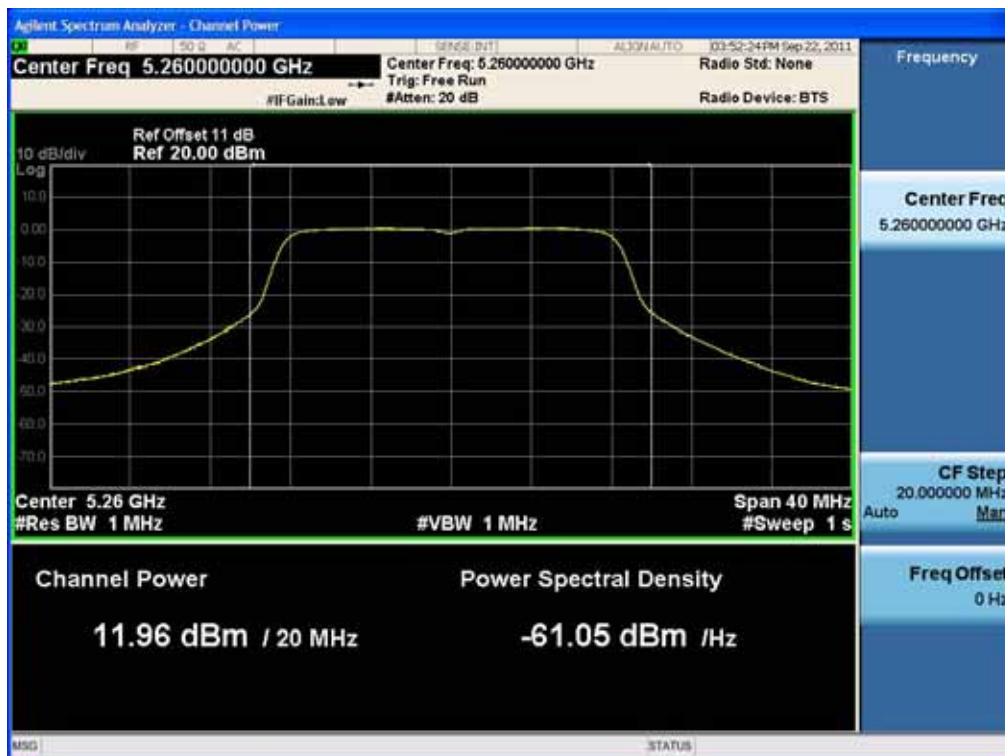 Agilent Spectrum Analyzer - Channel Power
RF 50 Ω AC SENSE:INT ALIGN AUTO 03:52:24 PM Sep 22, 2011
Center Freq 5.260000000 GHz
Center Freq: 5.260000000 GHz
Radio Std: None
Trig: Free Run
#IFGain:Low
#Atten: 20 dB
Radio Device: BTS
Ref Offset 11 dB
10 dB/div
Ref 20.00 dBm
Log
10.0
0.00
-10.0
-20.0
-30.0
-40.0
-50.0
-60.0
-70.0
Center 5.26 GHz
Span 40 MHz
#Res BW 1 MHz
#VBW 1 MHz
#Sweep 1 s
Channel Power
Power Spectral Density
11.96 dBm / 20 MHz
-61.05 dBm /Hz
MSG
STATUS
Frequency
Center Freq
5.260000000 GHz
CF Step
20.000000 MHz
Auto Man
Freq Offset
0 Hz